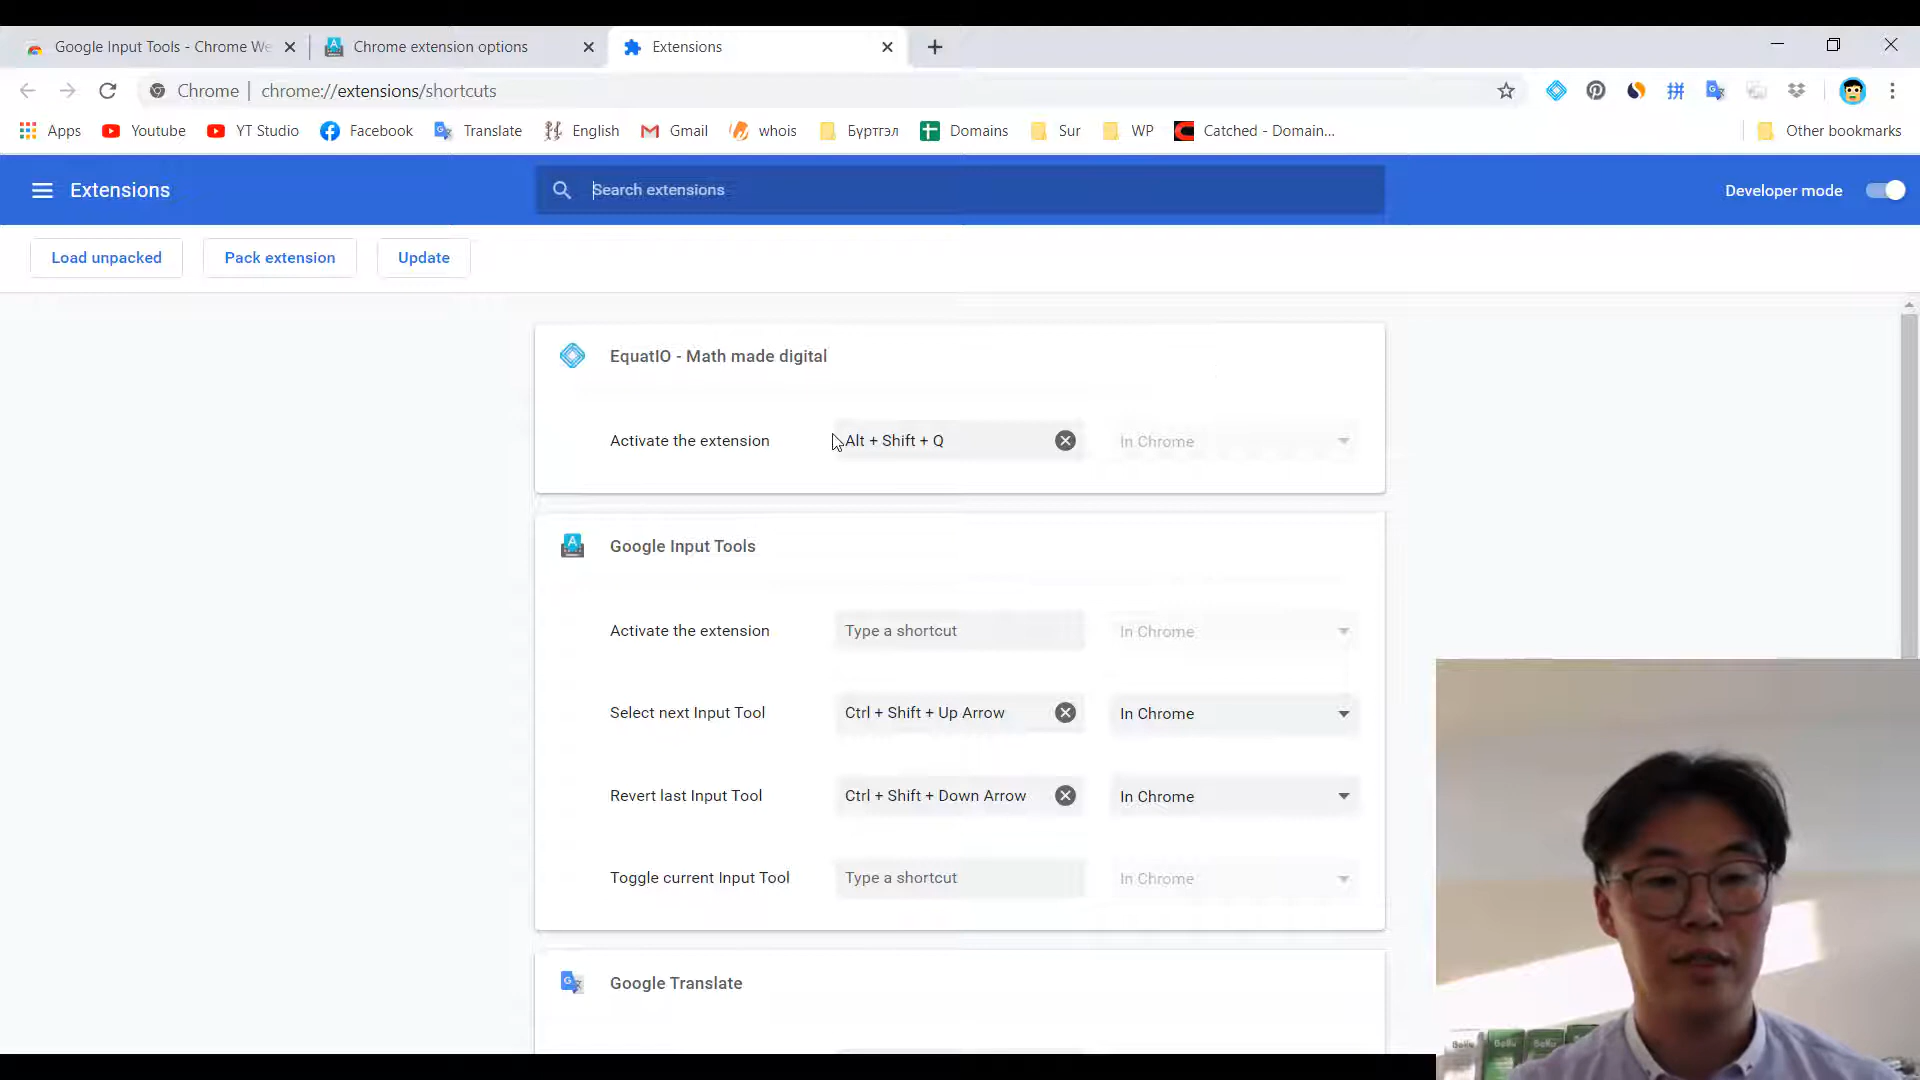 Google Input Tools - Chrome We
Chrome extension options
Extensions
Chrome | chrome://extensions/shortcuts
Apps Youtube YT Studio Facebook Translate English Gmail whois Бүртгэл Domains Sur WP Catched - Domain... Other bookmarks
Extensions
Search extensions
Developer mode
Load unpacked
Pack extension
Update
EquatIO - Math made digital
Activate the extension Alt + Shift + Q In Chrome
Google Input Tools
Activate the extension Type a shortcut In Chrome
Select next Input Tool Ctrl + Shift + Up Arrow In Chrome
Revert last Input Tool Ctrl + Shift + Down Arrow In Chrome
Toggle current Input Tool Type a shortcut In Chrome
Google Translate